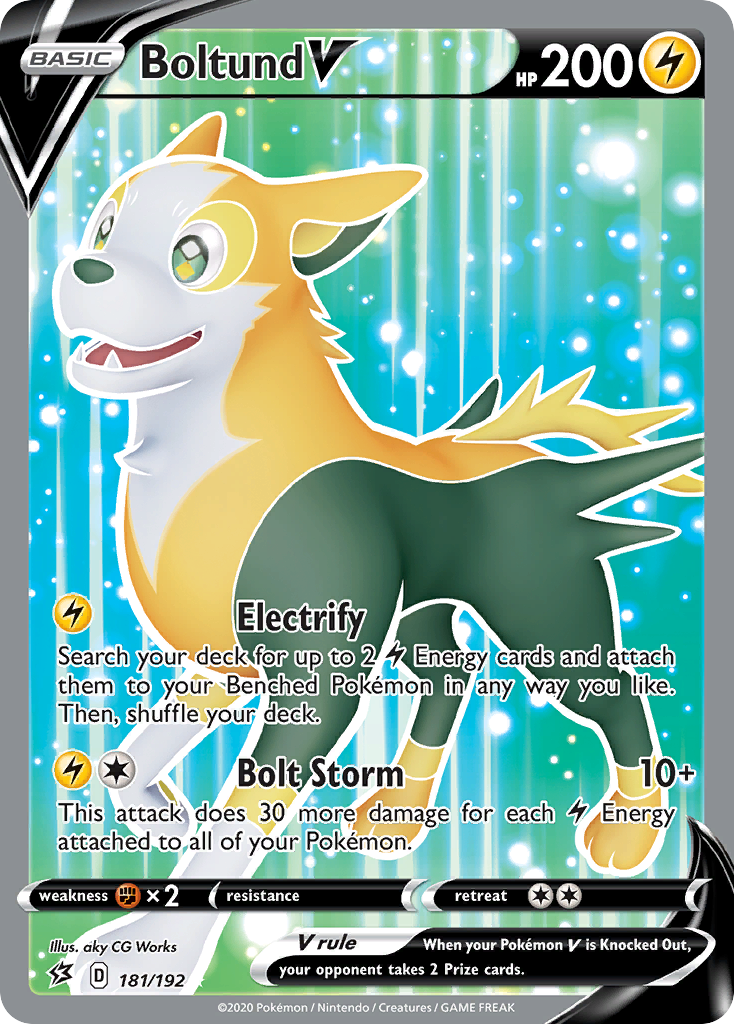 BASIC Boltund V HP 200
Electrify
Search your deck for up to 2 Energy cards and attach
them to your Benched Pokémon in any way you like.
Then, shuffle your deck.
Bolt Storm 10+
This attack does 30 more damage for each Energy
attached to all of your Pokémon.
weakness ×2 resistance retreat
Illus. aky CG Works
V rule When your Pokémon V is Knocked Out,
your opponent takes 2 Prize cards.
D 181/192
©2020 Pokémon / Nintendo / Creatures / GAME FREAK